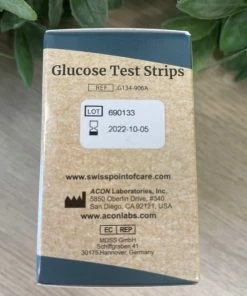 Glucose Test Strips
REF G134-906A
LOT 690133
2022-10-05
www.swisspointofcare.com
ACON Laboratories, Inc.
5850 Oberlin Drive, #340
San Diego, CA 92121, USA
www.aconlabs.com
EC REP
MDSS GmbH
Schiffgraben 41
30175 Hannover, Germany